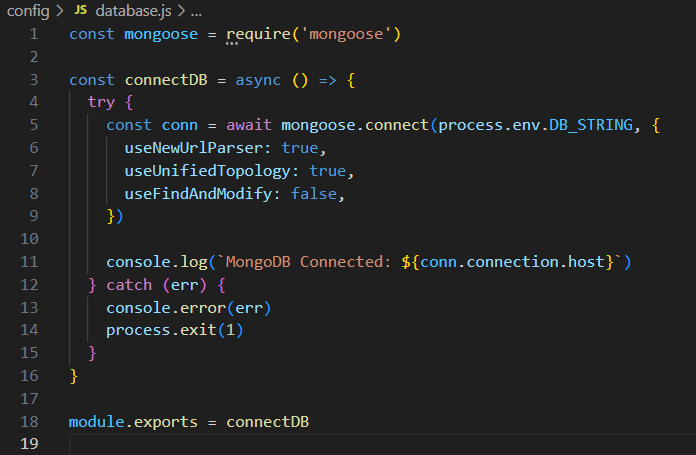 config > JS database.js > ...
1 const mongoose = require('mongoose')
2
3 const connectDB = async () => {
4   try {
5     const conn = await mongoose.connect(process.env.DB_STRING, {
6       useNewUrlParser: true,
7       useUnifiedTopology: true,
8       useFindAndModify: false,
9     })
10
11     console.log(`MongoDB Connected: ${conn.connection.host}`)
12   } catch (err) {
13     console.error(err)
14     process.exit(1)
15   }
16 }
17
18 module.exports = connectDB
19